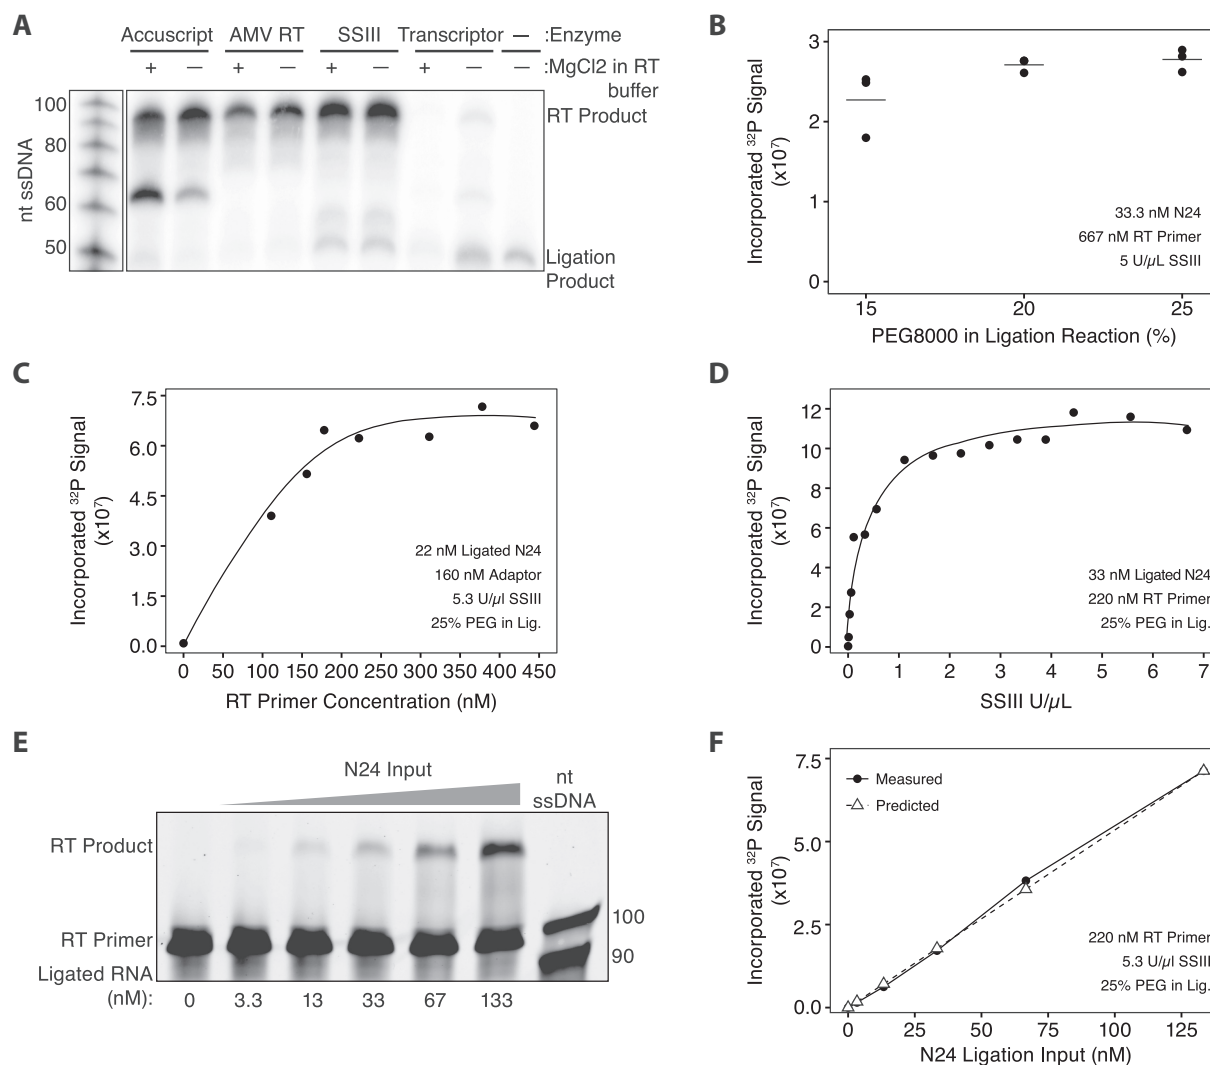 A
Accuscript AMV RT SSIII Transcriptor — :Enzyme
+ — + — + — + — — :MgCl2 in RT
buffer
100
80
60
50
nt ssDNA
RT Product
Ligation
Product
B
3
2
1
0
Incorporated 32P Signal
(x10⁷)
33.3 nM N24
667 nM RT Primer
5 U/µL SSIII
15 20 25
PEG8000 in Ligation Reaction (%)
C
7.5
6.0
4.5
3.0
1.5
0.0
Incorporated ³²P Signal
(x10⁷)
22 nM Ligated N24
160 nM Adaptor
5.3 U/µl SSIII
25% PEG in Lig.
0 50 100 150 200 250 300 350 400 450
RT Primer Concentration (nM)
D
12
10
8
6
4
2
0
Incorporated ³²P Signal
(x10⁷)
33 nM Ligated N24
220 nM RT Primer
25% PEG in Lig.
0 1 2 3 4 5 6 7
SSIII U/µL
E
N24 Input
nt
ssDNA
RT Product
RT Primer
100
90
Ligated RNA
(nM): 0 3.3 13 33 67 133
F
7.5
5.0
2.5
0.0
Incorporated ³²P Signal
(x10⁷)
Measured
Predicted
220 nM RT Primer
5.3 U/µl SSIII
25% PEG in Lig.
0 25 50 75 100 125
N24 Ligation Input (nM)